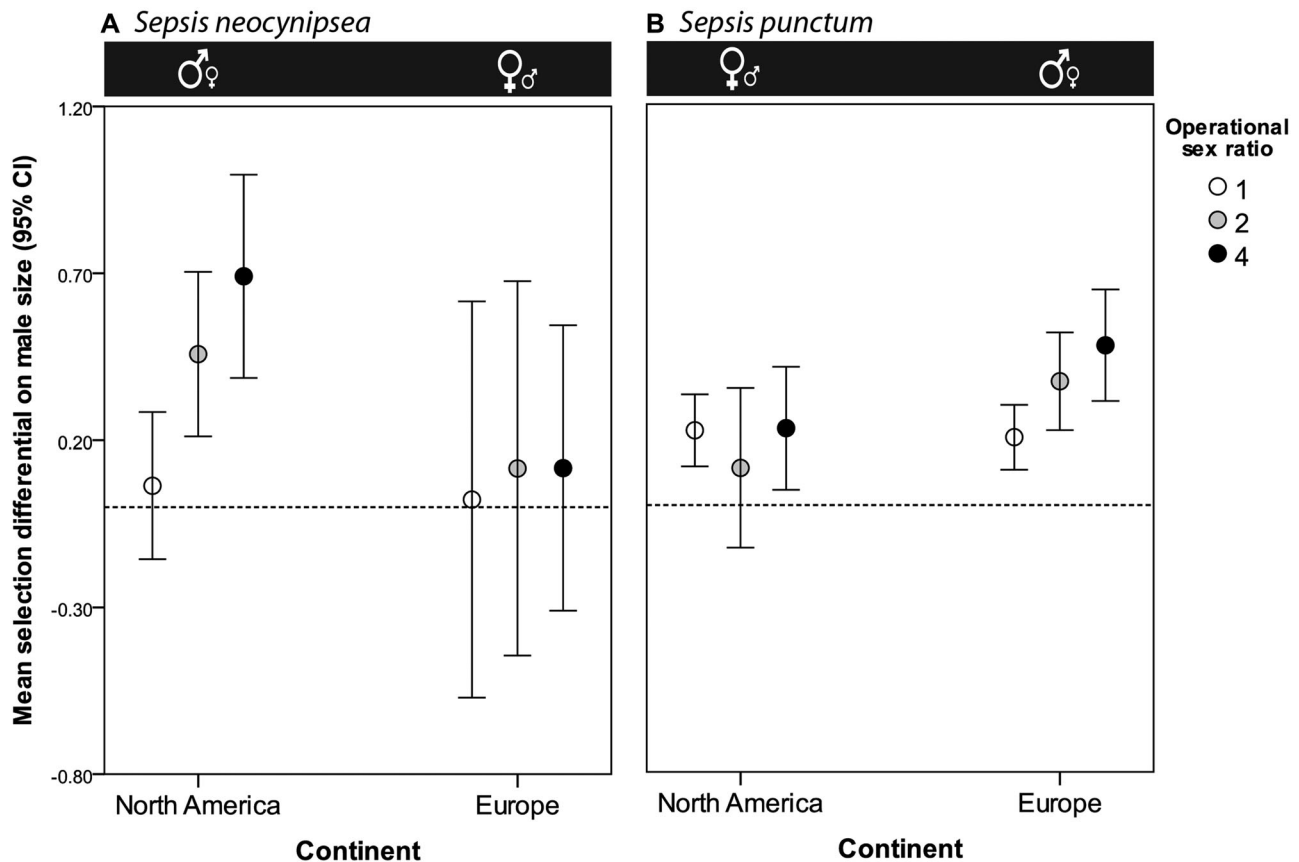 A Sepsis neocynipsea
B Sepsis punctum
♂♀
♀♂
♀♂
♂♀
Mean selection differential on male size (95% CI)
1.20
0.70
0.20
-0.30
-0.80
North America
Europe
Continent
North America
Europe
Continent
Operational
sex ratio
1
2
4